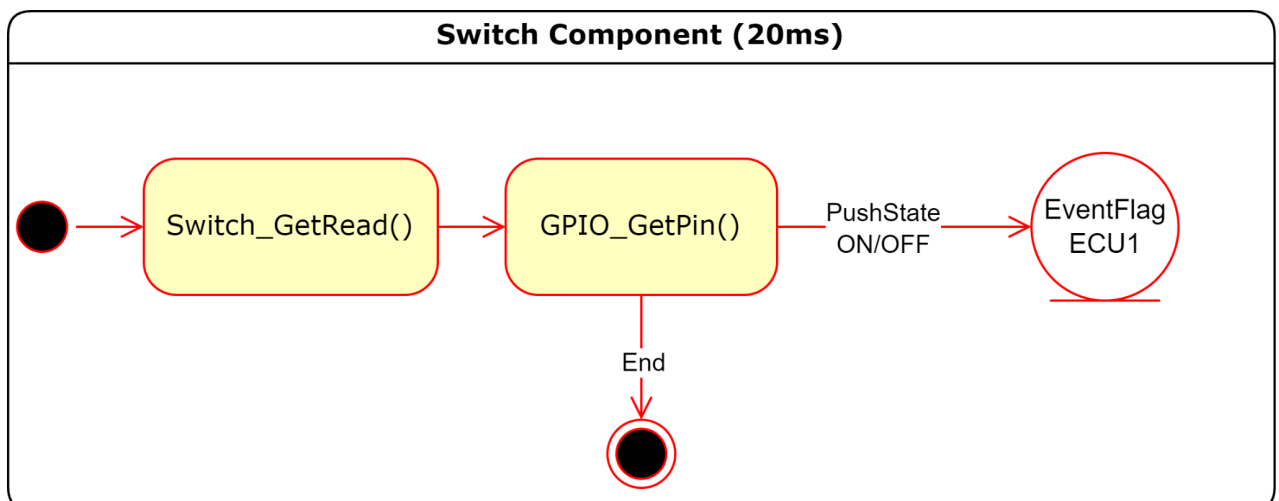 Switch Component (20ms)
Switch_GetRead()
GPIO_GetPin()
PushState
ON/OFF
EventFlag
ECU1
End